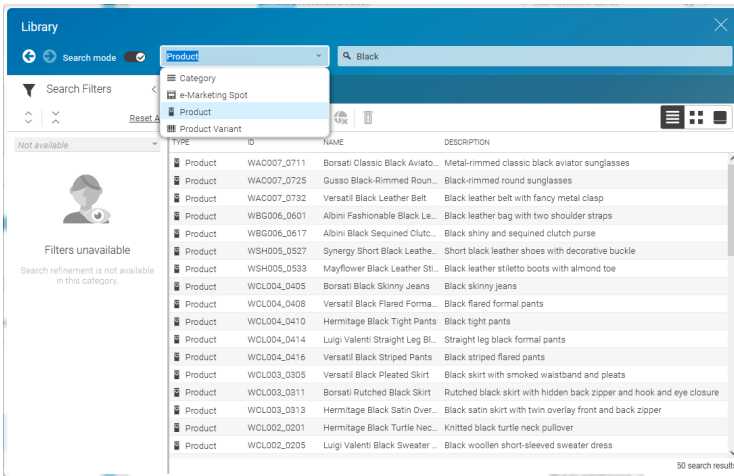 Library
Search mode
Product
Black
Category
e-Marketing Spot
Product
Product Variant
Search Filters
Reset A
Not available
Filters unavailable
Search refinement is not available
in this category.
TYPE ID NAME DESCRIPTION
Product WAC007_0711 Borsati Classic Black Aviato... Metal-rimmed classic black aviator sunglasses
Product WAC007_0725 Gusso Black-Rimmed Roun... Black-rimmed round sunglasses
Product WAC007_0732 Versatil Black Leather Belt Black leather belt with fancy metal clasp
Product WBG006_0601 Albini Fashionable Black Le... Black leather bag with two shoulder straps
Product WBG006_0617 Albini Black Sequined Clutc... Black shiny and sequined clutch purse
Product WSH005_0527 Synergy Short Black Leathe... Short black leather shoes with decorative buckle
Product WSH005_0533 Mayflower Black Leather Sti... Black leather stiletto boots with almond toe
Product WCL004_0405 Borsati Black Skinny Jeans Black skinny jeans
Product WCL004_0408 Versatil Black Flared Forma... Black flared formal pants
Product WCL004_0410 Hermitage Black Tight Pants Black tight pants
Product WCL004_0414 Luigi Valenti Straight Leg Bl... Straight leg black formal pants
Product WCL004_0416 Versatil Black Striped Pants Black striped flared pants
Product WCL003_0305 Versatil Black Pleated Skirt Black skirt with smoked waistband and pleats
Product WCL003_0311 Borsati Rutched Black Skirt Rutched black skirt with hidden back zipper and hook and eye closure
Product WCL003_0313 Hermitage Black Satin Over... Black satin skirt with twin overlay front and back zipper
Product WCL002_0201 Hermitage Black Turtle Nec... Knitted black turtle neck pullover
Product WCL002_0205 Luigi Valenti Black Sweater ... Black woollen short-sleeved sweater dress
50 search results